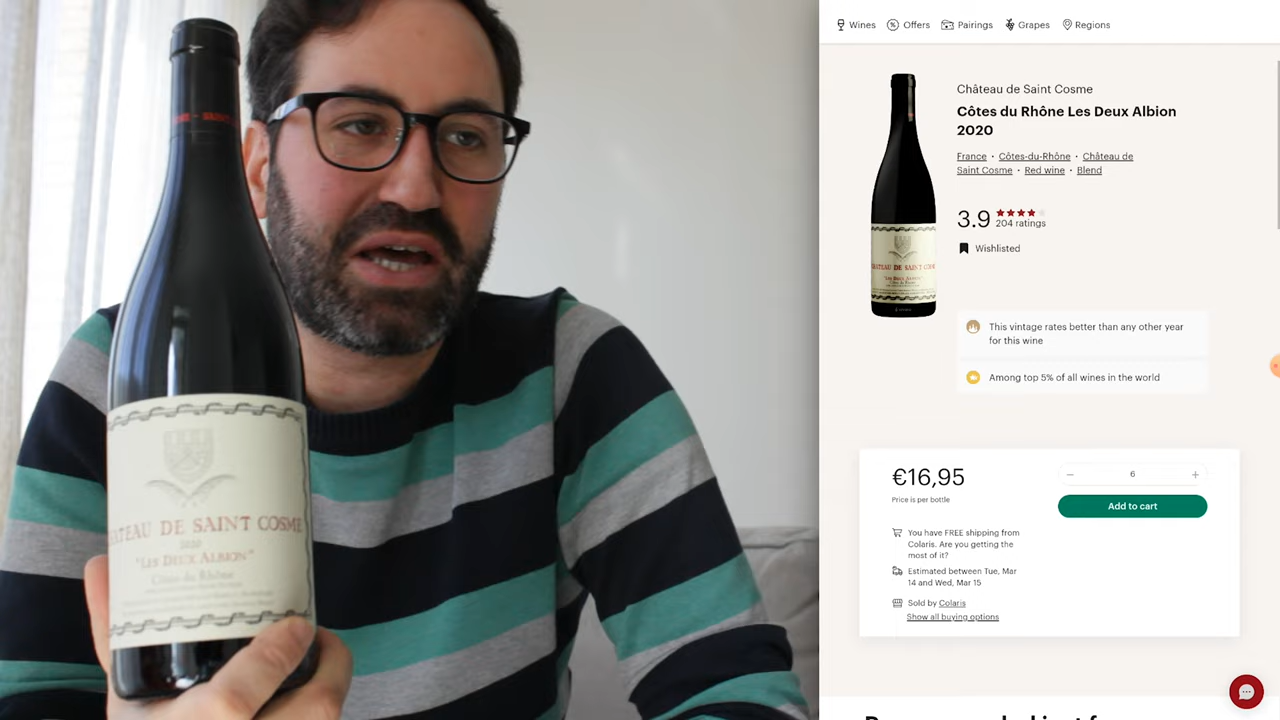 CHATEAU DE SAINT COSME
2020
"LES DEUX ALBION"
Côtes du Rhône
Wines
Offers
Pairings
Grapes
Regions
Château de Saint Cosme
Côtes du Rhône Les Deux Albion
2020
France · Côtes-du-Rhône · Château de
Saint Cosme · Red wine · Blend
3.9
204 ratings
Wishlisted
This vintage rates better than any other year
for this wine
Among top 5% of all wines in the world
€16,95
Price is per bottle
6
Add to cart
You have FREE shipping from
Colaris. Are you getting the
most of it?
Estimated between Tue, Mar
14 and Wed, Mar 15
Sold by Colaris
Show all buying options